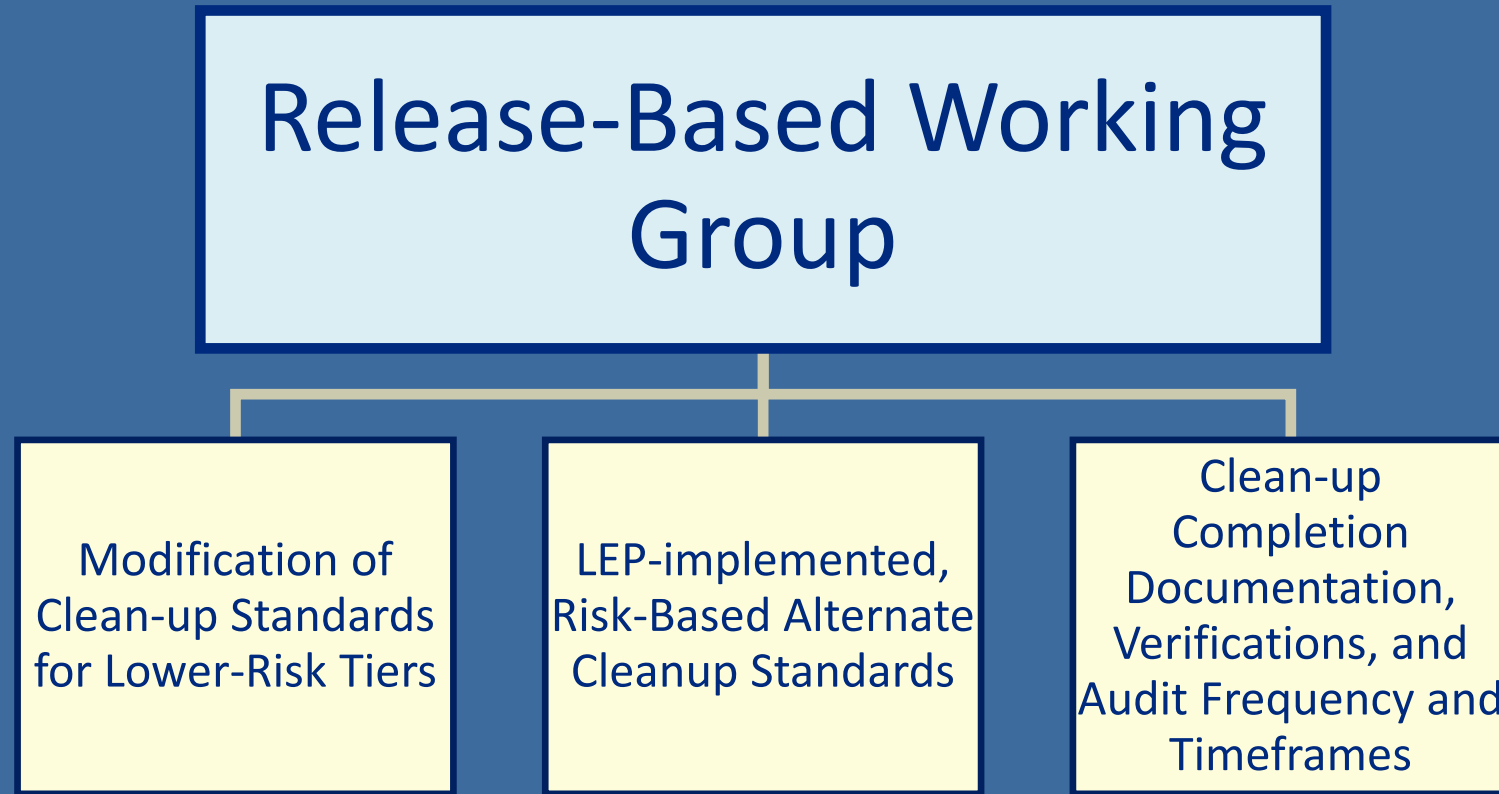 Release-Based Working
Group
Modification of
Clean-up Standards
for Lower-Risk Tiers
LEP-implemented,
Risk-Based Alternate
Cleanup Standards
Clean-up
Completion
Documentation,
Verifications, and
Audit Frequency and
Timeframes